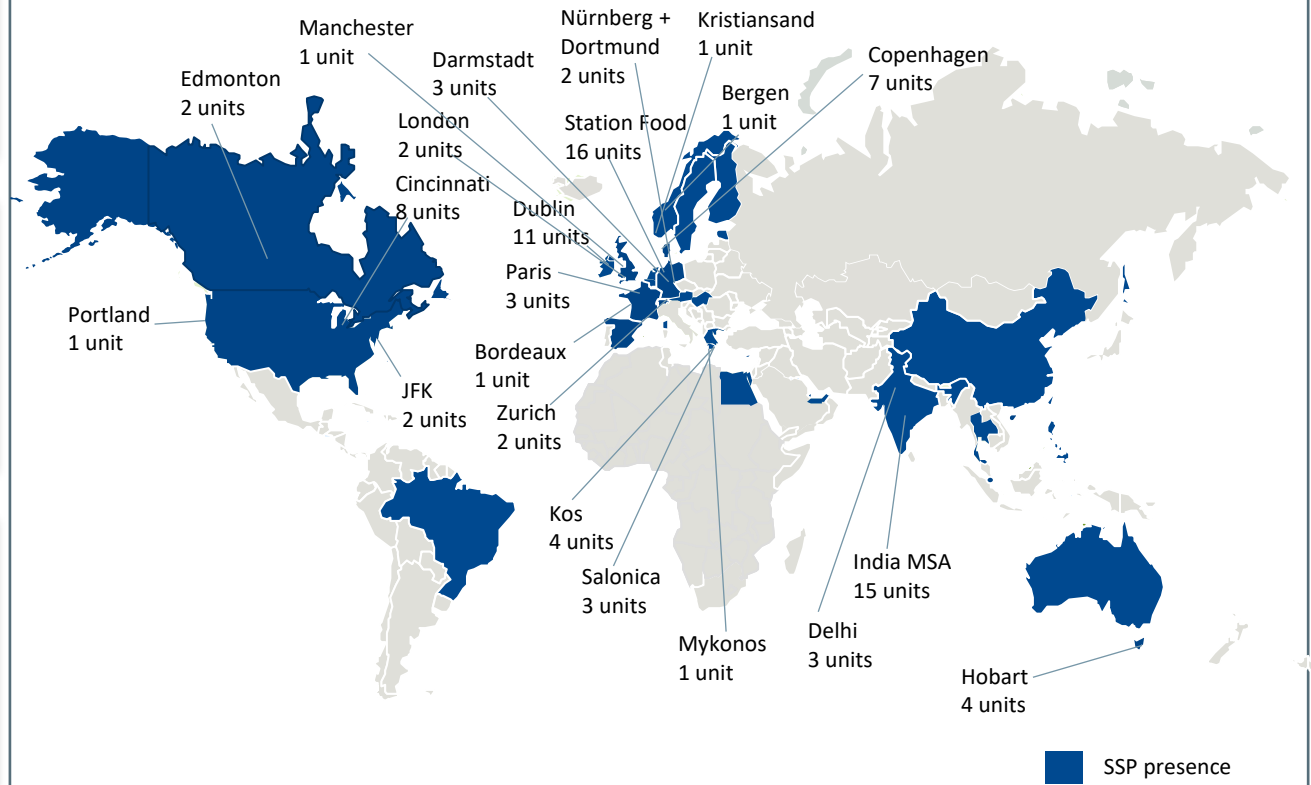 Manchester
1 unit
Nürnberg +
Dortmund
2 units
Kristiansand
1 unit
Darmstadt
3 units
Copenhagen
7 units
Edmonton
2 units
Bergen
1 unit
London
2 units
Station Food
16 units
Cincinnati
8 units
Dublin
11 units
Paris
3 units
Portland
1 unit
Bordeaux
1 unit
JFK
2 units
Zurich
2 units
Kos
4 units
Salonica
3 units
India MSA
15 units
Mykonos
1 unit
Delhi
3 units
Hobart
4 units
SSP presence